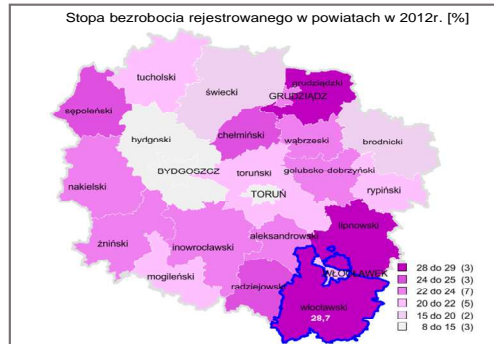 Stopa bezrobocia rejestrowanego w powiatach w 2012r. [%]
tucholski
grudziądzki
świecki
GRUDZIĄDZ
sępoleński
chełmiński
bydgoski
wąbrzeski
brodnicki
BYDGOSZCZ
toruński
golubsko dobrzyński
nakielski
TORUŃ
rypiński
lipnowski
żniński
inowrocławski
aleksandrowski
mogileński
WŁOCŁAWEK
radziejowski
włocławski
28,7
28 do 29 (3)
24 do 25 (3)
22 do 24 (7)
20 do 22 (5)
15 do 20 (2)
8 do 15 (3)